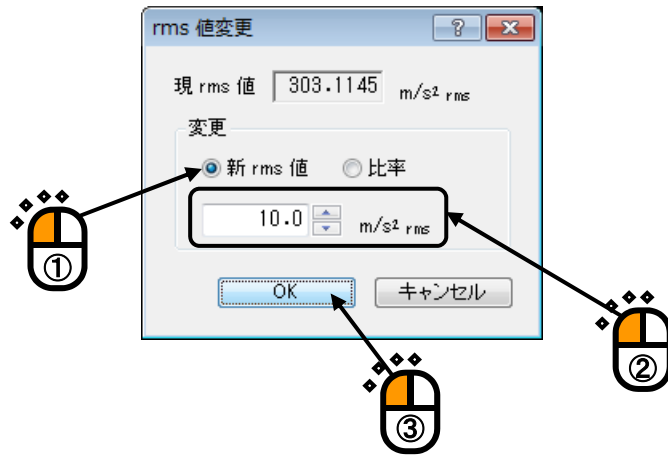 rms 値変更
現 rms 値 303.1145 m/s² rms
変更
新 rms 値 比率
10.0 m/s² rms
OK キャンセル
①
②
③